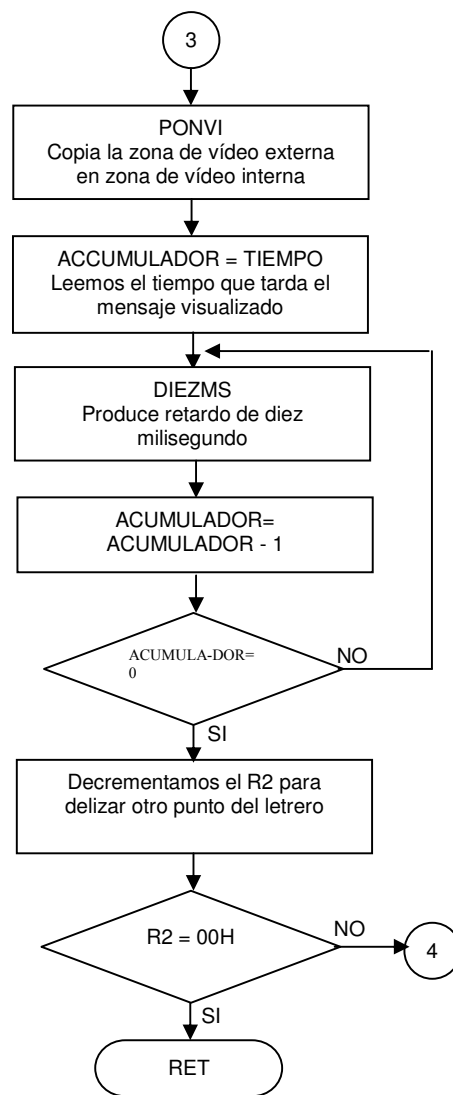 3
PONVI
Copia la zona de vídeo externa
en zona de vídeo interna
ACCUMULADOR = TIEMPO
Leemos el tiempo que tarda el
mensaje visualizado
DIEZMS
Produce retardo de diez
milisegundo
ACUMULADOR=
ACUMULADOR - 1
ACUMULA-DOR=
0
NO
SI
Decrementamos el R2 para
delizar otro punto del letrero
R2 = 00H
NO
4
SI
RET